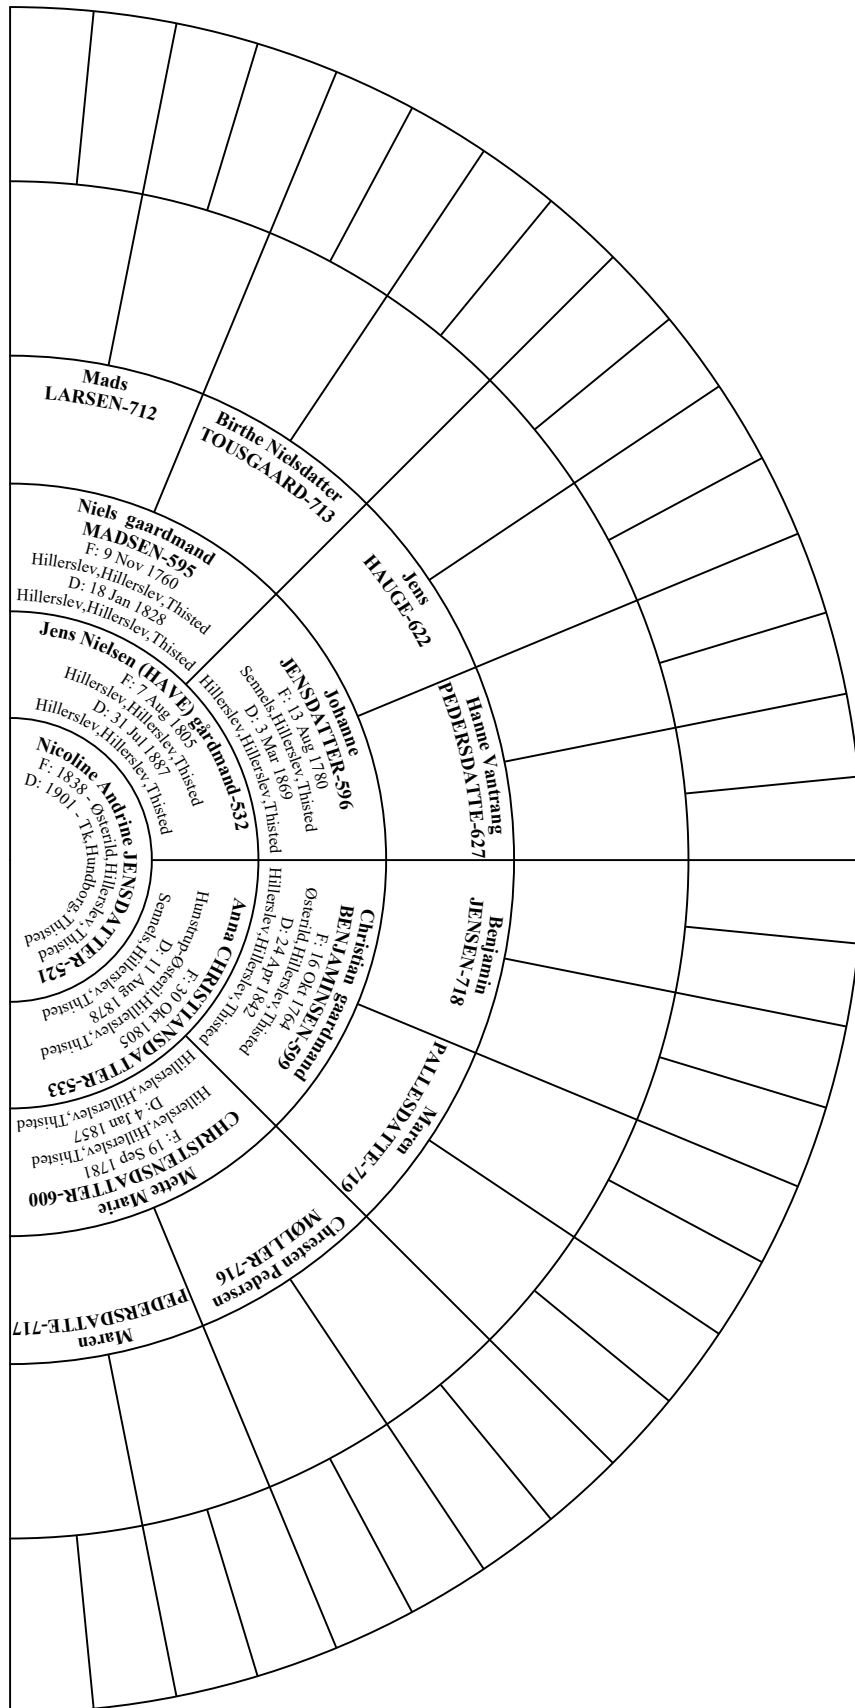 Mads
LARSEN-712
Birthe Nielsdatter
TOUSGAARD-713
Niels  gaardmand
MADSEN-595
F: 9 Nov 1760
Hillerslev,Hillerslev,Thisted
D: 18 Jan 1828
Hillerslev,Hillerslev,Thisted
Jens
HAUGE-622
Jens Nielsen (HAVE) gårdmand-532
F: 7 Aug 1805
Hillerslev,Hillerslev,Thisted
D: 31 Jul 1887
Hillerslev,Hillerslev,Thisted
Johanne
JENSDATTER-596
F: 13 Aug 1780
Sennels,Hillerslev,Thisted
D: 3 Mar 1869
Hillerslev,Hillerslev,Thisted
Hanne Vantrang
PEDERSDATTE-627
Nicoline Andrine JENSDATTER-521
F: 1838 - Østerild,Hillerslev,Thisted
D: 1901 - Tk,Hundborg,Thisted
Benjamin
JENSEN-718
Christian gaardmand
BENJAMINSEN-599
F: 16 Okt 1764
Østerild,Hillerslev,Thisted
D: 24 Apr 1842
Hillerslev,Hillerslev,Thisted
Anna CHRISTIANSDATTER-533
F: 30 Okt 1805
Hunstrup-Østeril,Hillerslev,Thisted
D: 11 Aug 1878
Sennels,Hillerslev,Thisted
Maren
PALLESDATTE-719
Mette Marie
CHRISTENSDATTER-600
F: 19 Sep 1781
Hillerslev,Hillerslev,Thisted
D: 4 Jan 1857
Hillerslev,Hillerslev,Thisted
Chresten Pedersen
MØLLER-716
Maren
PEDERSDATTE-717